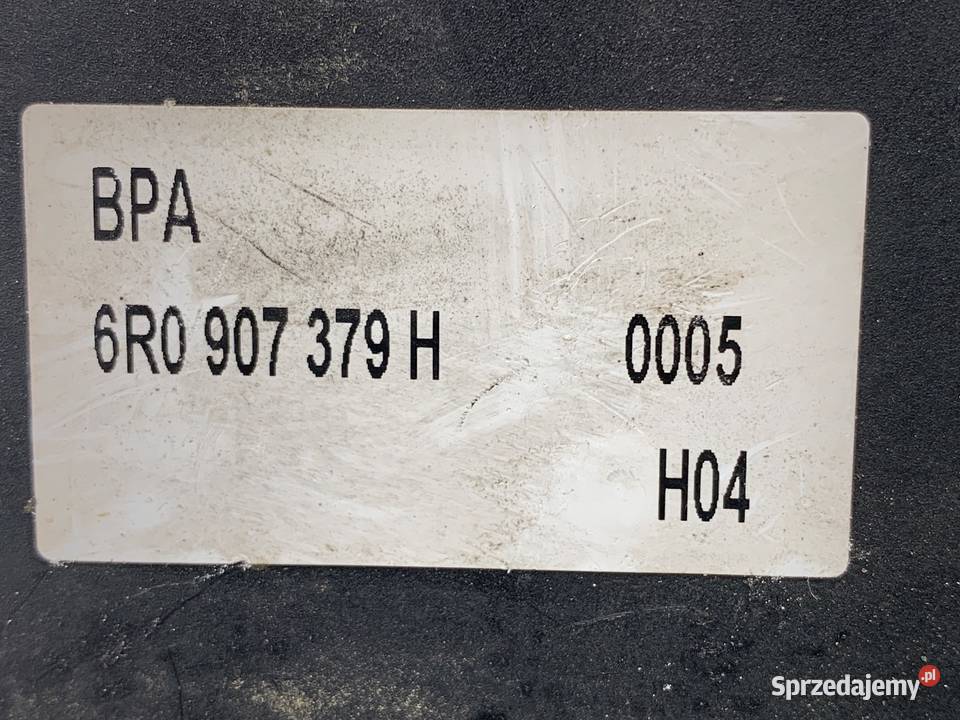 BPA
6R0 907 379 H 0005
H04
Sprzedajemy.pl